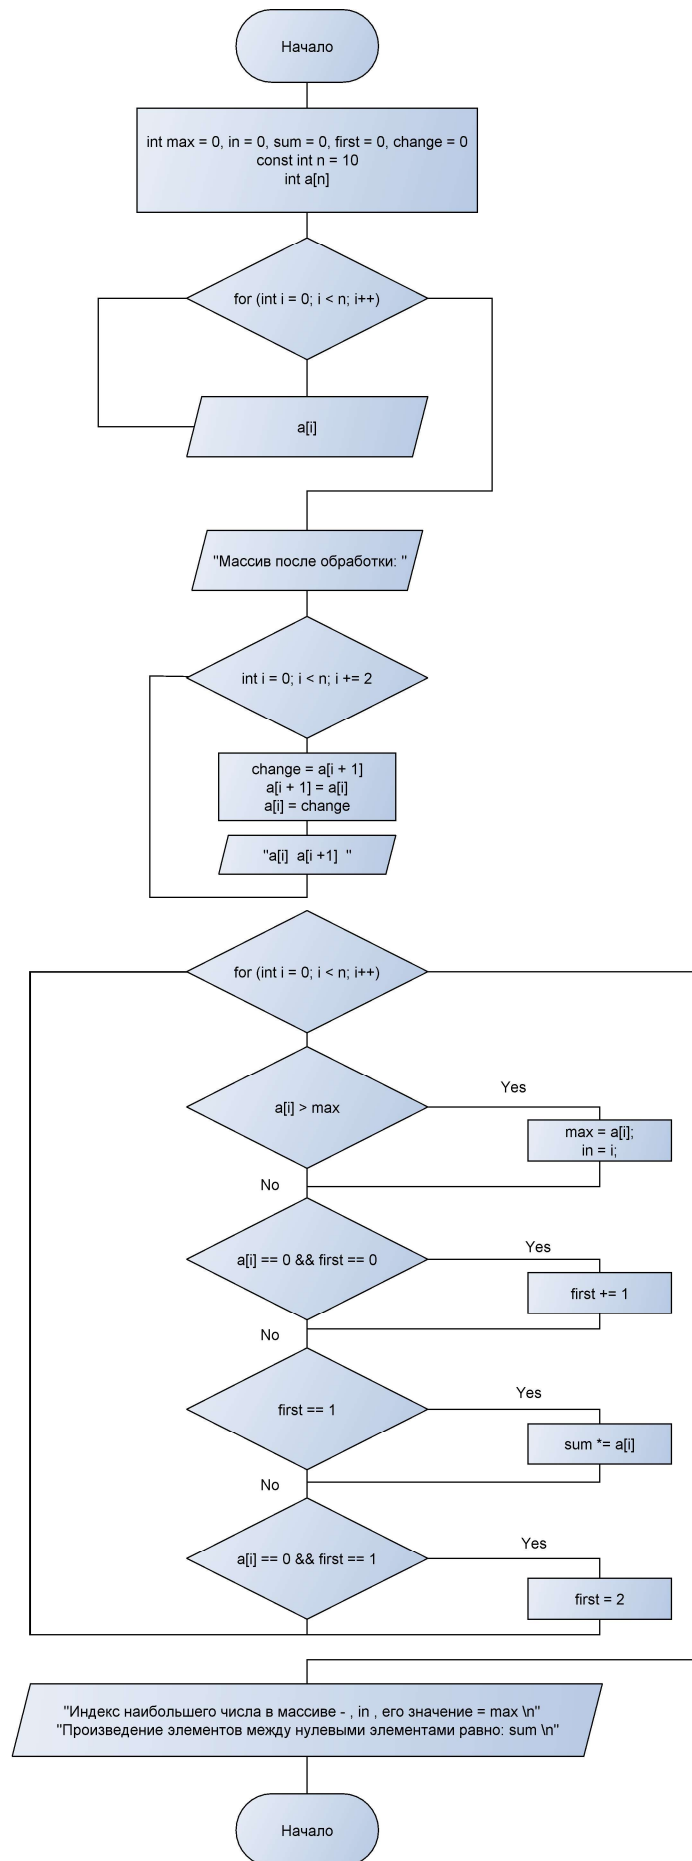 Начало
int max = 0, in = 0, sum = 0, first = 0, change = 0
const int n = 10
int a[n]
for (int i = 0; i < n; i++)
a[i]
"Массив после обработки: "
int i = 0; i < n; i += 2
change = a[i + 1]
a[i + 1] = a[i]
a[i] = change
"a[i]  a[i +1]  "
for (int i = 0; i < n; i++)
a[i] > max
Yes
max = a[i];
in = i;
No
a[i] == 0 && first == 0
Yes
first += 1
No
first == 1
Yes
sum *= a[i]
No
a[i] == 0 && first == 1
Yes
first = 2
"Индекс наибольшего числа в массиве - , in , его значение = max \n"
"Произведение элементов между нулевыми элементами равно: sum \n"
Начало